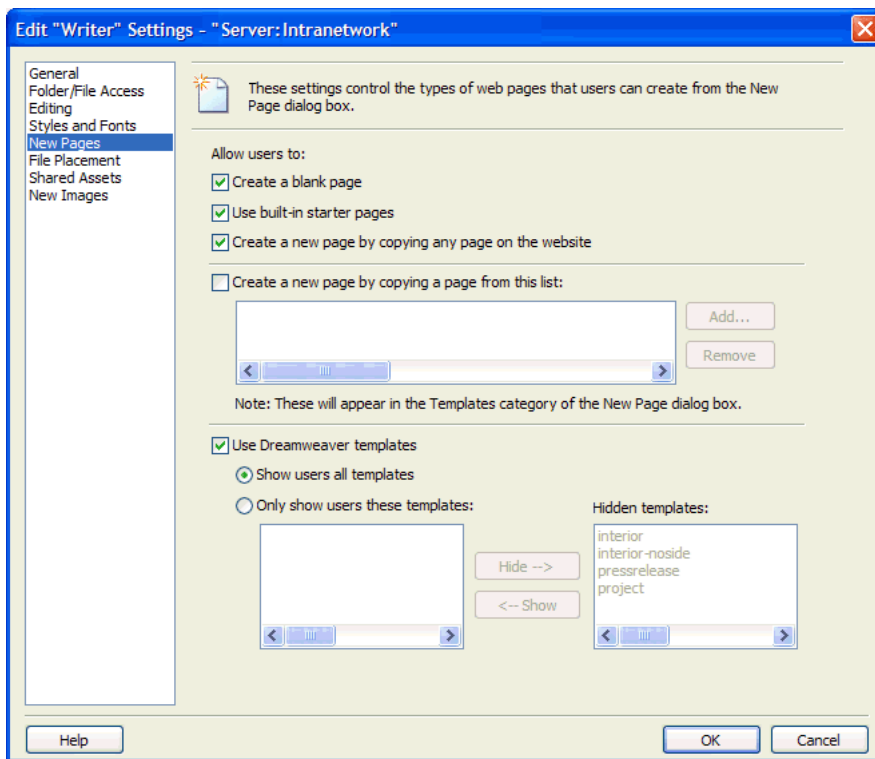 Edit "Writer" Settings - "Server:Intranetwork"
General
Folder/File Access
Editing
Styles and Fonts
New Pages
File Placement
Shared Assets
New Images
These settings control the types of web pages that users can create from the New
Page dialog box.
Allow users to:
Create a blank page
Use built-in starter pages
Create a new page by copying any page on the website
Create a new page by copying a page from this list:
Add...
Remove
Note: These will appear in the Templates category of the New Page dialog box.
Use Dreamweaver templates
Show users all templates
Only show users these templates:
Hidden templates:
Hide -->
<-- Show
interior
interior-noside
pressrelease
project
Help
OK
Cancel